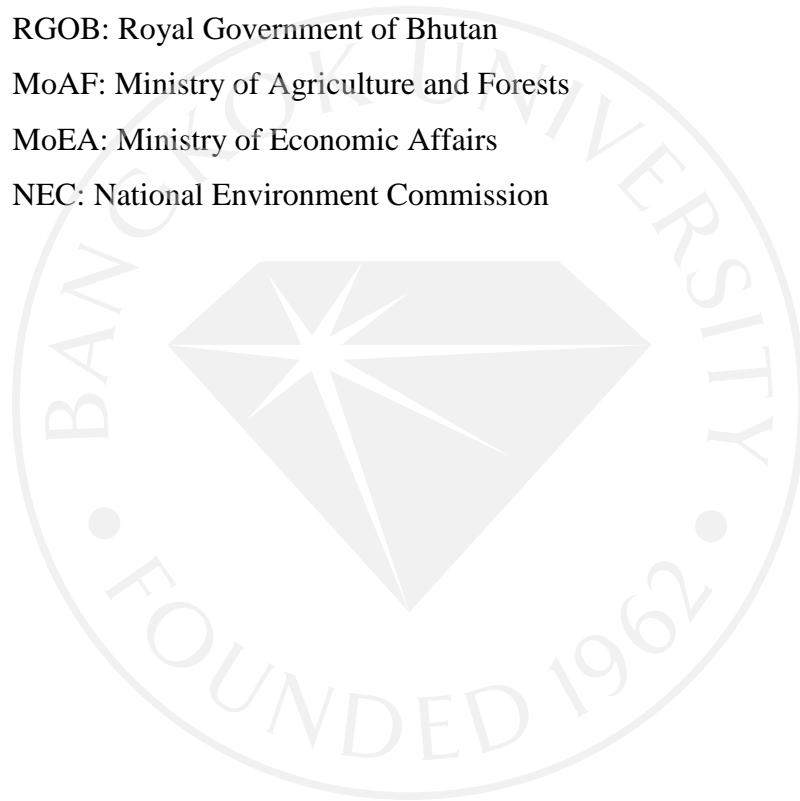 RGOB: Royal Government of Bhutan
MoAF: Ministry of Agriculture and Forests
MoEA: Ministry of Economic Affairs
NEC: National Environment Commission
BANGKOK UNIVERSITY
FOUNDED 1962